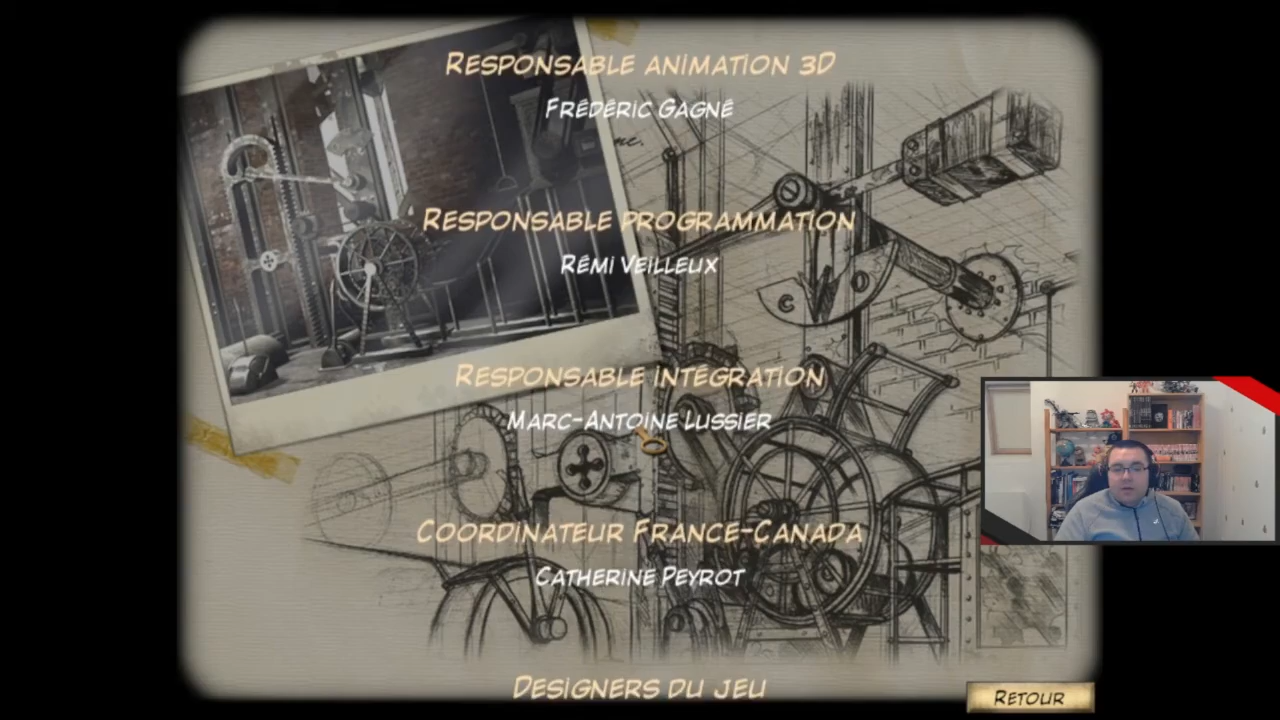 RESPONSABLE ANIMATION 3D
FRÉDÉRIC GAGNÉ
nc.
RESPONSABLE PROGRAMMATION
RÉMI VEILLEUX
RESPONSABLE INTÉGRATION
MARC-ANTOINE LUSSIER
COORDINATEUR FRANCE-CANADA
CATHERINE PEYROT
DESIGNERS DU JEU
RETOUR